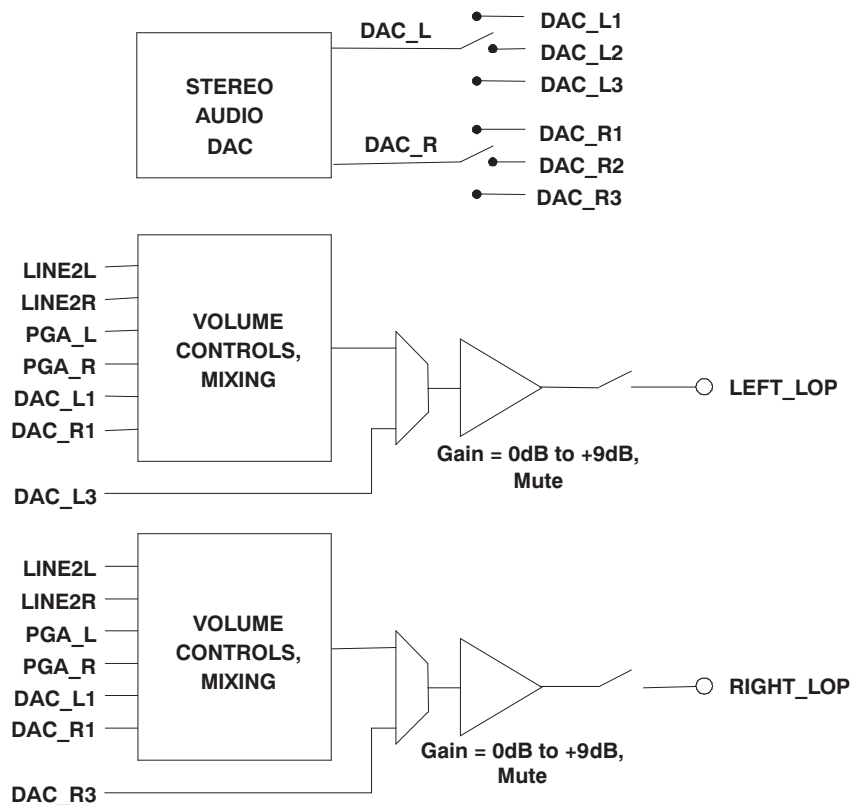 DAC_L
DAC_L1
DAC_L2
DAC_L3
STEREO
AUDIO
DAC
DAC_R
DAC_R1
DAC_R2
DAC_R3
LINE2L
LINE2R
PGA_L
PGA_R
DAC_L1
DAC_R1
VOLUME
CONTROLS,
MIXING
LEFT_LOP
Gain = 0dB to +9dB,
Mute
DAC_L3
LINE2L
LINE2R
PGA_L
PGA_R
DAC_L1
DAC_R1
VOLUME
CONTROLS,
MIXING
RIGHT_LOP
Gain = 0dB to +9dB,
Mute
DAC_R3